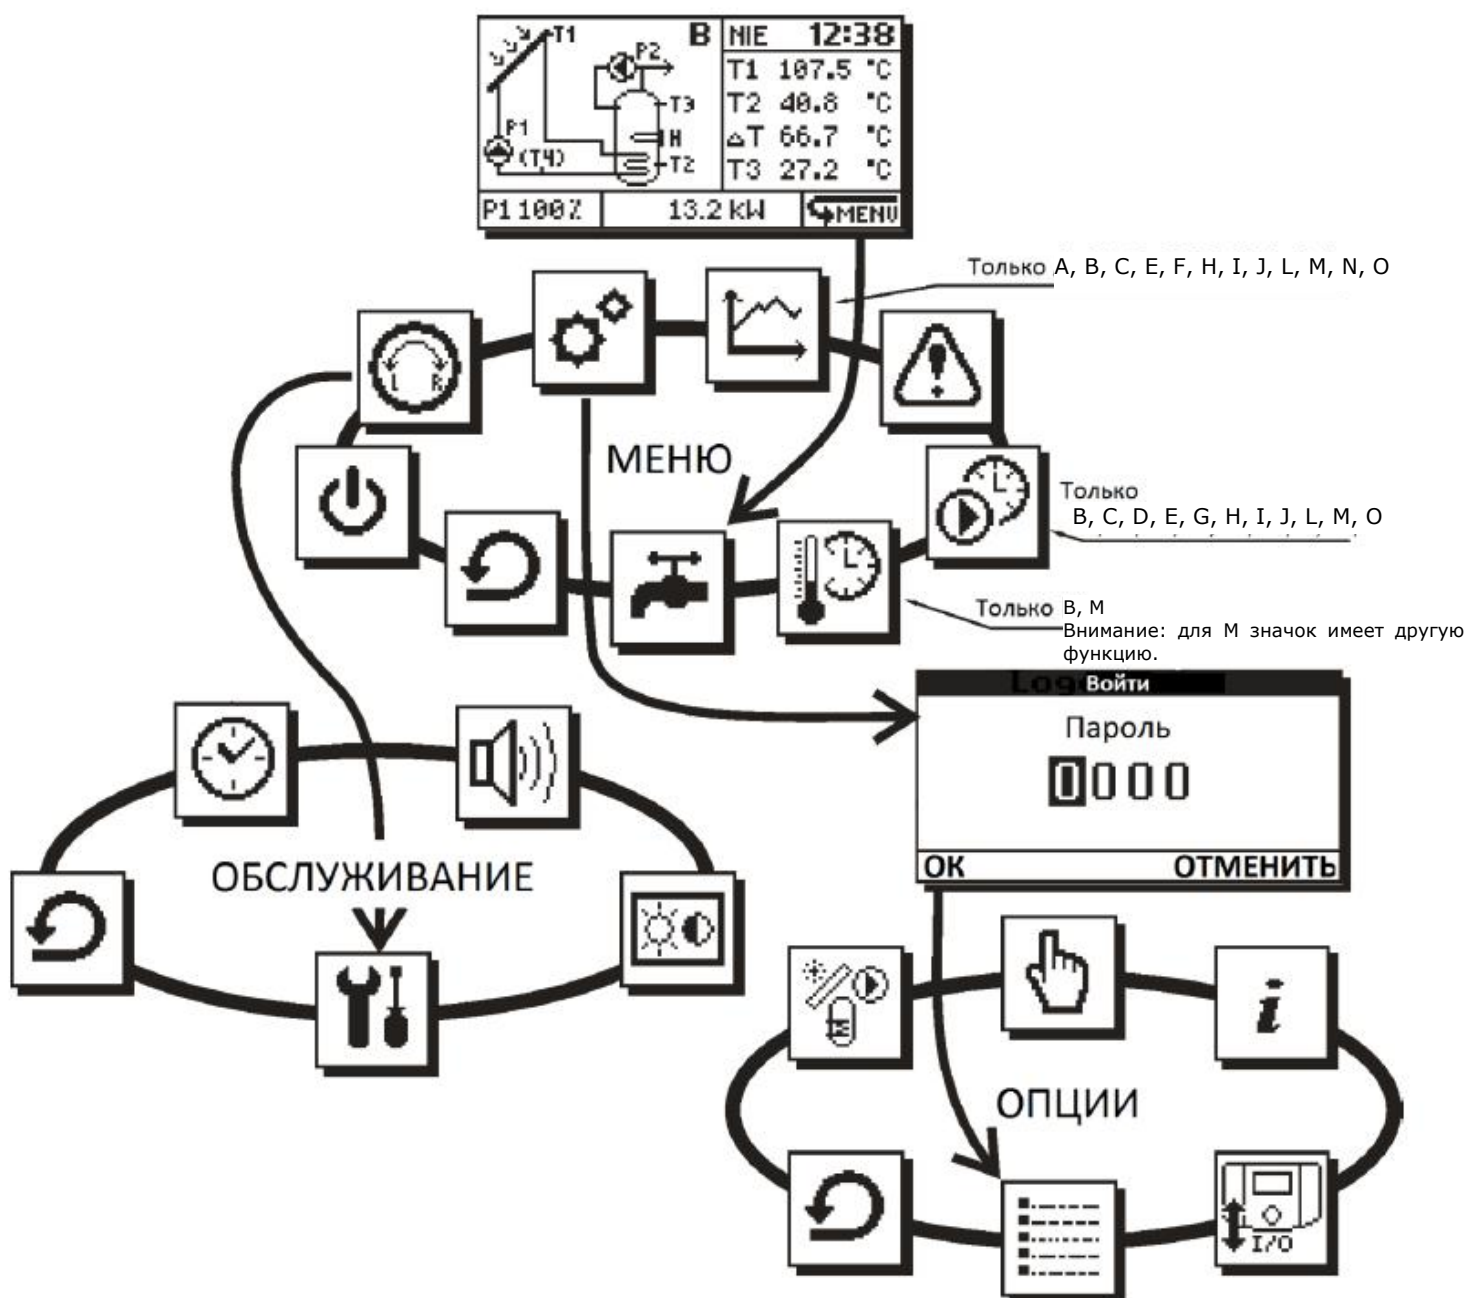 T1
B
NIE 12:38
P2
T1 107.5 °C
T3
T2 40.8 °C
P1
H
△T 66.7 °C
(T4)
T2
T3 27.2 °C
P1 100%
13.2 kW
MENU
Только A, B, C, E, F, H, I, J, L, M, N, O
L R
МЕНЮ
L
Только
B, C, D, E, G, H, I, J, L, M, O
L
Только B, M
Внимание: для M значок имеет другую
функцию.
Войти
Пароль
0000
ОК ОТМЕНИТЬ
ОБСЛУЖИВАНИЕ
i
ОПЦИИ
I/O